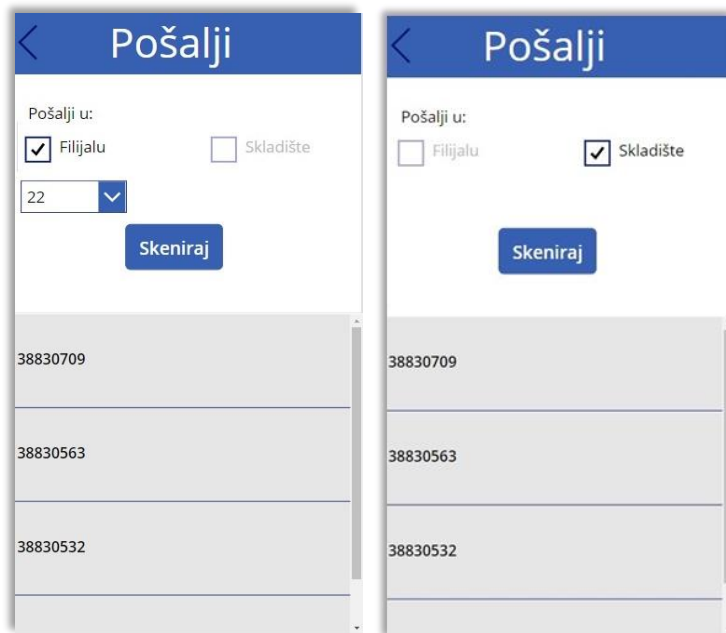 Pošalji
Pošalji u:
Filijalu Skladište
22
Skeniraj
38830709
38830563
38830532
Pošalji
Pošalji u:
Filijalu Skladište
Skeniraj
38830709
38830563
38830532